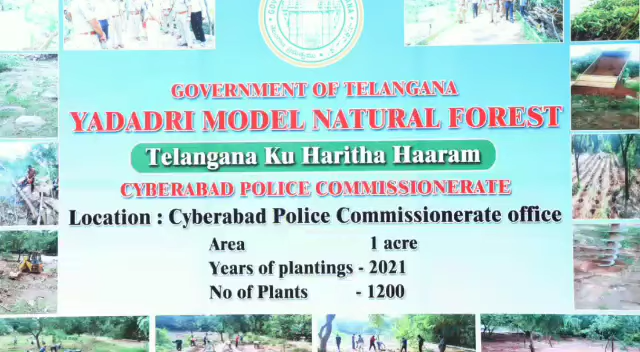 GOVERNMENT OF TELANGANA
YADADRI MODEL NATURAL FOREST
Telangana Ku Haritha Haaram
CYBERABAD POLICE COMMISSIONERATE
Location : Cyberabad Police Commissionerate office
Area 1 acre
Years of plantings - 2021
No of Plants - 1200